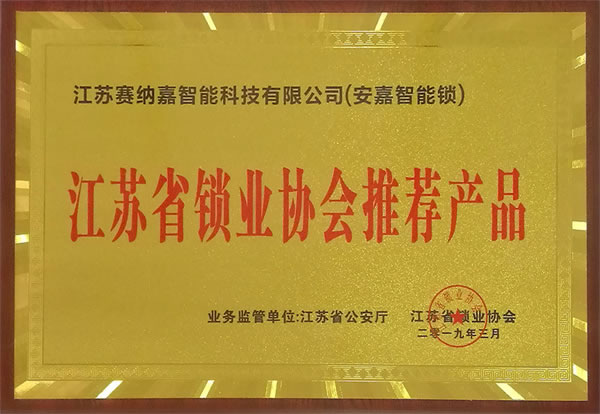 江苏赛纳嘉智能科技有限公司(安嘉智能锁)
江苏省锁业协会推荐产品
业务监管单位:江苏省公安厅 江苏省锁业协会
二零一九年三月